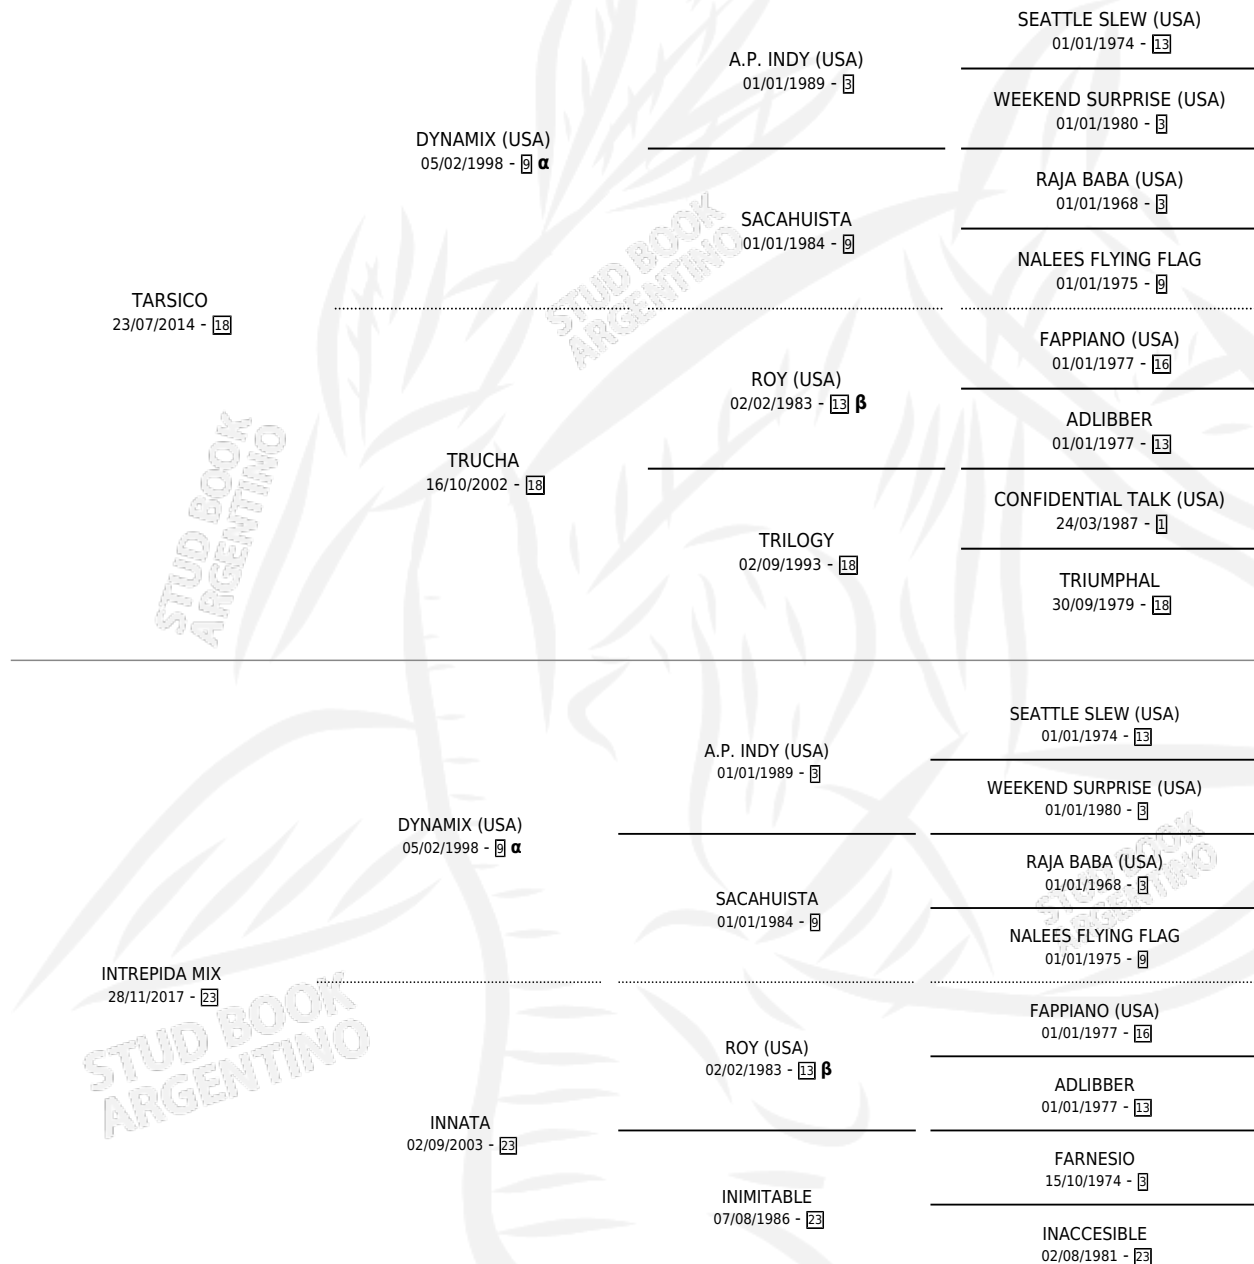 SEATTLE SLEW (USA)
01/01/1974 - 13
A.P. INDY (USA)
01/01/1989 - 3
WEEKEND SURPRISE (USA)
01/01/1980 - 3
DYNAMIX (USA)
05/02/1998 - 9 α
RAJA BABA (USA)
01/01/1968 - 3
SACAHUISTA
01/01/1984 - 9
NALEES FLYING FLAG
01/01/1975 - 9
TARSICO
23/07/2014 - 18
FAPPIANO (USA)
01/01/1977 - 16
ROY (USA)
02/02/1983 - 13 β
ADLIBBER
01/01/1977 - 13
TRUCHA
16/10/2002 - 18
CONFIDENTIAL TALK (USA)
24/03/1987 - 1
TRILOGY
02/09/1993 - 18
TRIUMPHAL
30/09/1979 - 18
STUD BOOK
ARGENTINO
STUD BOOK
ARGENTINO
SEATTLE SLEW (USA)
01/01/1974 - 13
A.P. INDY (USA)
01/01/1989 - 3
WEEKEND SURPRISE (USA)
01/01/1980 - 3
DYNAMIX (USA)
05/02/1998 - 9 α
RAJA BABA (USA)
01/01/1968 - 3
SACAHUISTA
01/01/1984 - 9
NALEES FLYING FLAG
01/01/1975 - 9
INTREPIDA MIX
28/11/2017 - 23
FAPPIANO (USA)
01/01/1977 - 16
ROY (USA)
02/02/1983 - 13 β
ADLIBBER
01/01/1977 - 13
INNATA
02/09/2003 - 23
FARNESIO
15/10/1974 - 3
INIMITABLE
07/08/1986 - 23
INACCESIBLE
02/08/1981 - 23
STUD BOOK
ARGENTINO
STUD BOOK
ARGENTINO